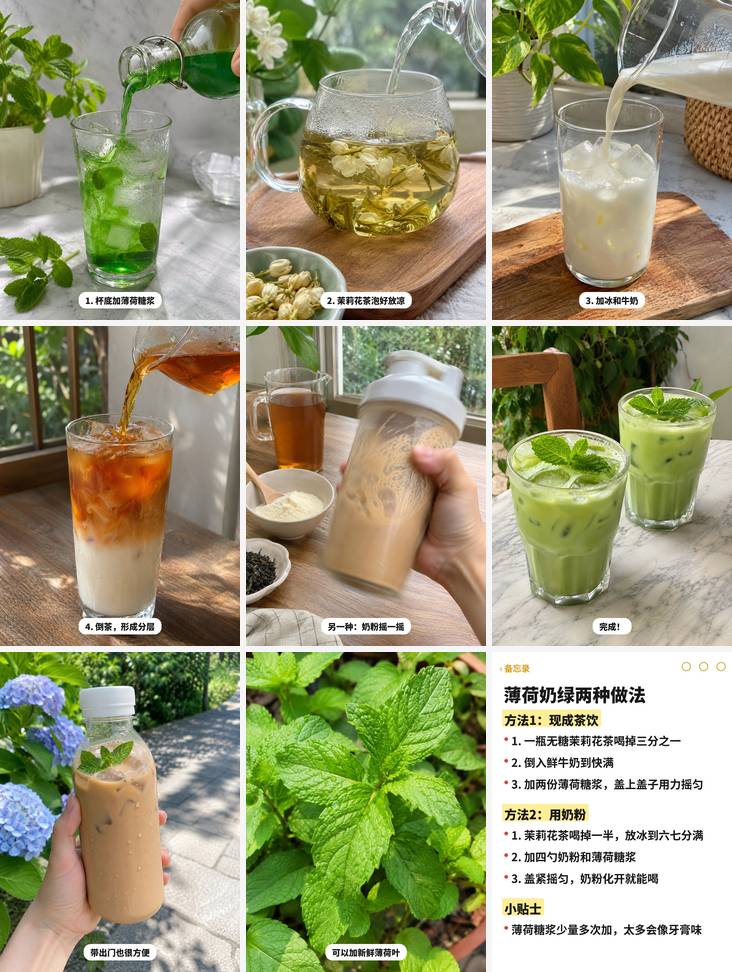 1. 杯底加薄荷糖浆
2. 茉莉花茶泡好放凉
3. 加冰和牛奶
4. 倒茶，形成分层
另一种：奶粉摇一摇
完成！
带出门也很方便
可以加新鲜薄荷叶
‹备忘录
薄荷奶绿两种做法
方法1：现成茶饮
• 1. 一瓶无糖茉莉花茶喝掉三分之一
• 2. 倒入鲜牛奶到快满
• 3. 加两份薄荷糖浆，盖上盖子用力摇匀
方法2：用奶粉
• 1. 茉莉花茶喝掉一半，放冰到六七分满
• 2. 加四勺奶粉和薄荷糖浆
• 3. 盖紧摇匀，奶粉化开就能喝
小贴士
• 薄荷糖浆少量多次加，太多会像牙膏味